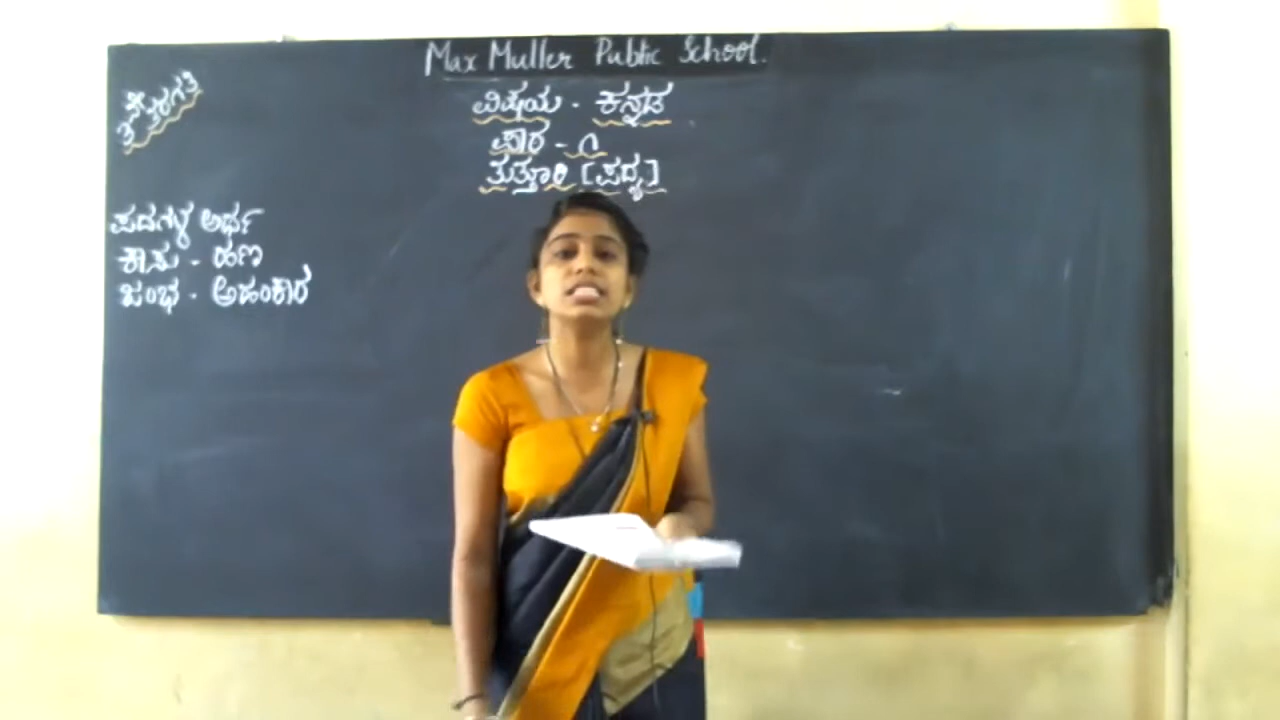 Max Muller Public School.
ವಿಷಯ - ಕನ್ನಡ
ಪಾಠ - ೧
ತುತ್ತೂರಿ [ಪದ್ಯ]
ಪದಗಳ ಅರ್ಥ
ಕಾಸು - ಹಣ
ಜಂಭ - ಅಹಂಕಾರ